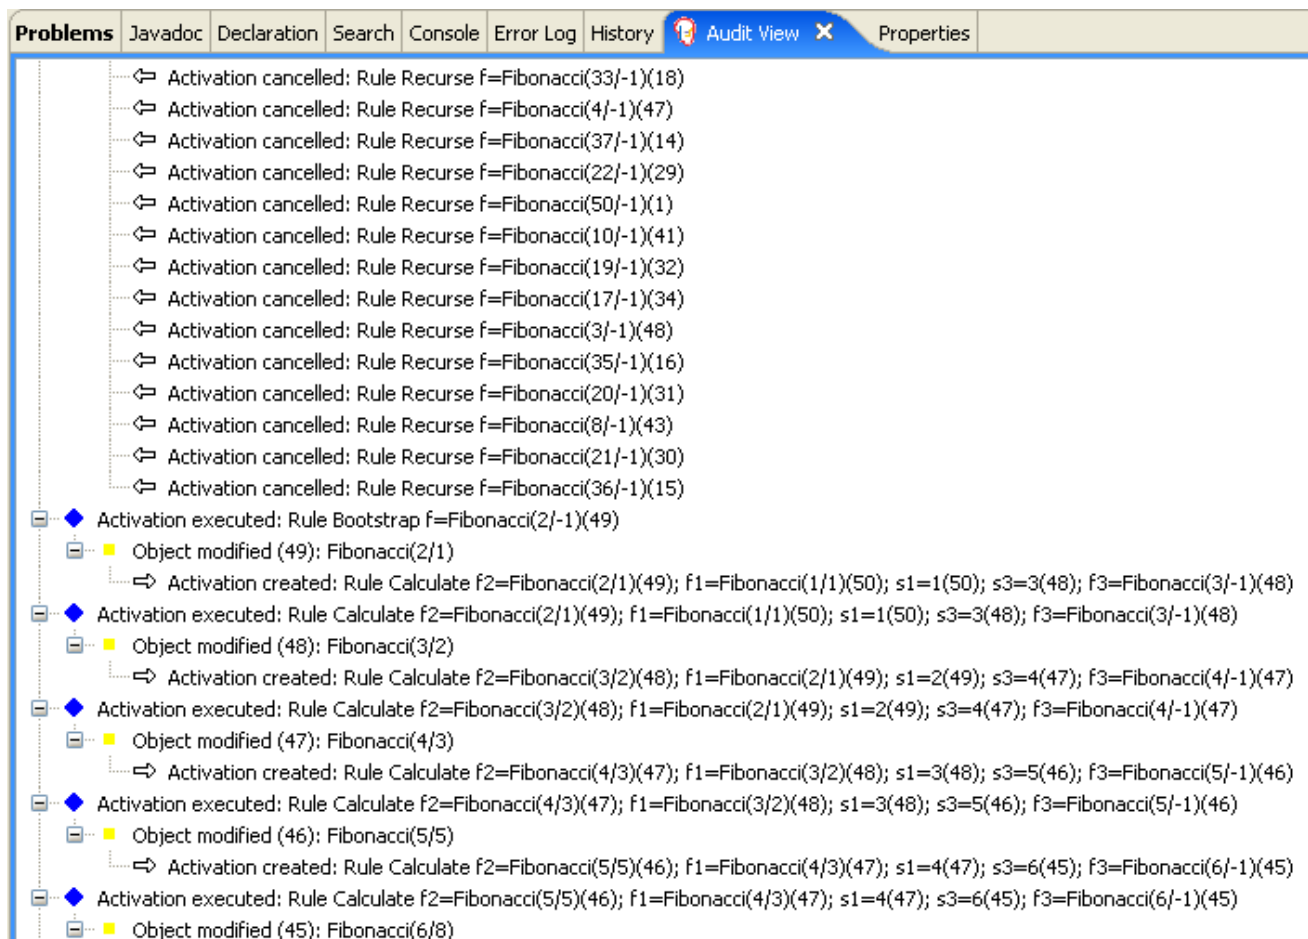 Problems Javadoc Declaration Search Console Error Log History Audit View Properties
Activation cancelled: Rule Recurse f=Fibonacci(33/-1)(18)
Activation cancelled: Rule Recurse f=Fibonacci(4/-1)(47)
Activation cancelled: Rule Recurse f=Fibonacci(37/-1)(14)
Activation cancelled: Rule Recurse f=Fibonacci(22/-1)(29)
Activation cancelled: Rule Recurse f=Fibonacci(50/-1)(1)
Activation cancelled: Rule Recurse f=Fibonacci(10/-1)(41)
Activation cancelled: Rule Recurse f=Fibonacci(19/-1)(32)
Activation cancelled: Rule Recurse f=Fibonacci(17/-1)(34)
Activation cancelled: Rule Recurse f=Fibonacci(3/-1)(48)
Activation cancelled: Rule Recurse f=Fibonacci(35/-1)(16)
Activation cancelled: Rule Recurse f=Fibonacci(20/-1)(31)
Activation cancelled: Rule Recurse f=Fibonacci(8/-1)(43)
Activation cancelled: Rule Recurse f=Fibonacci(21/-1)(30)
Activation cancelled: Rule Recurse f=Fibonacci(36/-1)(15)
Activation executed: Rule Bootstrap f=Fibonacci(2/-1)(49)
Object modified (49): Fibonacci(2/1)
Activation created: Rule Calculate f2=Fibonacci(2/1)(49); f1=Fibonacci(1/1)(50); s1=1(50); s3=3(48); f3=Fibonacci(3/-1)(48)
Activation executed: Rule Calculate f2=Fibonacci(2/1)(49); f1=Fibonacci(1/1)(50); s1=1(50); s3=3(48); f3=Fibonacci(3/-1)(48)
Object modified (48): Fibonacci(3/2)
Activation created: Rule Calculate f2=Fibonacci(3/2)(48); f1=Fibonacci(2/1)(49); s1=2(49); s3=4(47); f3=Fibonacci(4/-1)(47)
Activation executed: Rule Calculate f2=Fibonacci(3/2)(48); f1=Fibonacci(2/1)(49); s1=2(49); s3=4(47); f3=Fibonacci(4/-1)(47)
Object modified (47): Fibonacci(4/3)
Activation created: Rule Calculate f2=Fibonacci(4/3)(47); f1=Fibonacci(3/2)(48); s1=3(48); s3=5(46); f3=Fibonacci(5/-1)(46)
Activation executed: Rule Calculate f2=Fibonacci(4/3)(47); f1=Fibonacci(3/2)(48); s1=3(48); s3=5(46); f3=Fibonacci(5/-1)(46)
Object modified (46): Fibonacci(5/5)
Activation created: Rule Calculate f2=Fibonacci(5/5)(46); f1=Fibonacci(4/3)(47); s1=4(47); s3=6(45); f3=Fibonacci(6/-1)(45)
Activation executed: Rule Calculate f2=Fibonacci(5/5)(46); f1=Fibonacci(4/3)(47); s1=4(47); s3=6(45); f3=Fibonacci(6/-1)(45)
Object modified (45): Fibonacci(6/8)